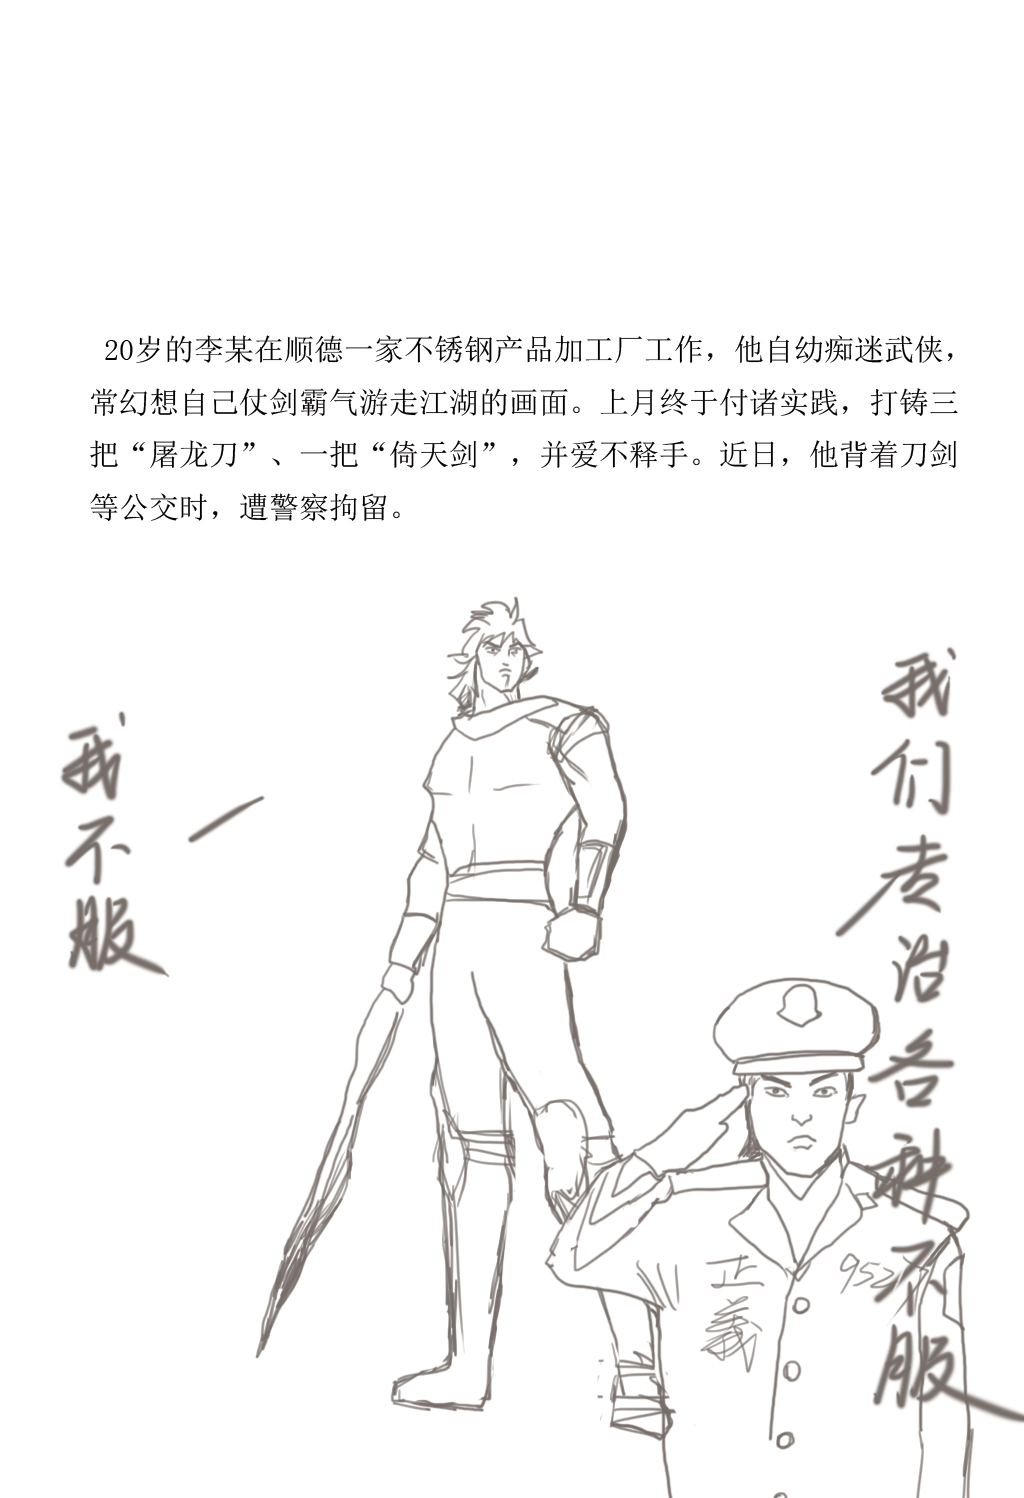 20岁的李某在顺德一家不锈钢产品加工厂工作，他自幼痴迷武侠，
常幻想自己仗剑霸气游走江湖的画面。上月终于付诸实践，打铸三
把“屠龙刀”、一把“倚天剑”，并爱不释手。近日，他背着刀剑
等公交时，遭警察拘留。
我不服
我们专治各种不服
正義
952